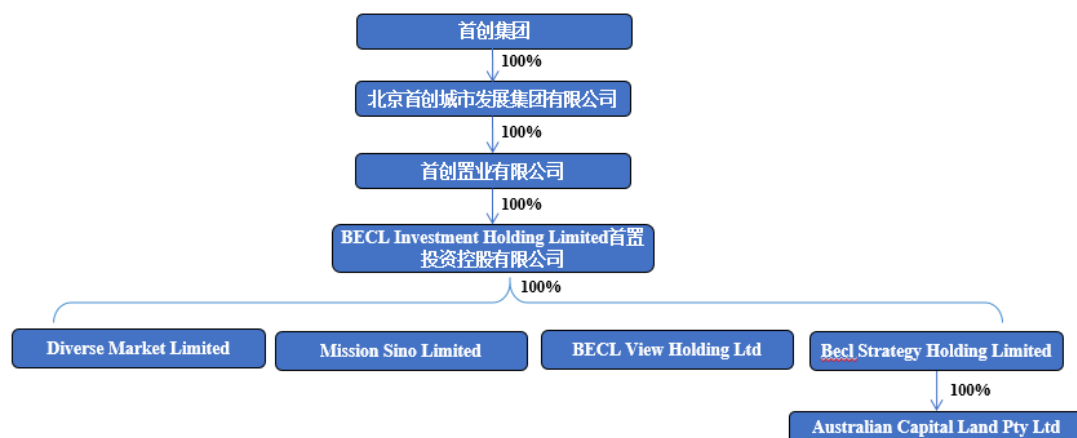 首创集团
100%
北京首创城市发展集团有限公司
100%
首创置业有限公司
100%
BECL Investment Holding Limited首置
投资控股有限公司
100%
Diverse Market Limited
Mission Sino Limited
BECL View Holding Ltd
Becl Strategy Holding Limited
100%
Australian Capital Land Pty Ltd